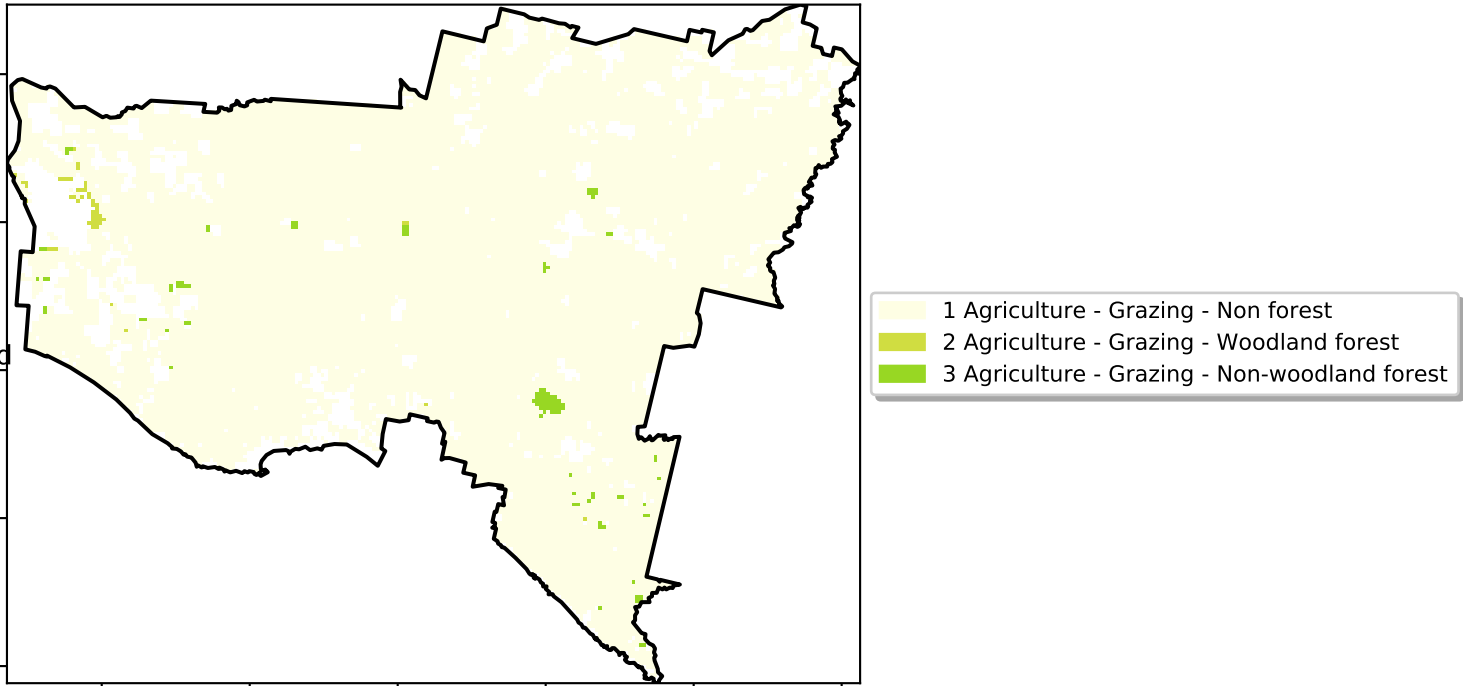 d
1 Agriculture - Grazing - Non forest
2 Agriculture - Grazing - Woodland forest
3 Agriculture - Grazing - Non-woodland forest